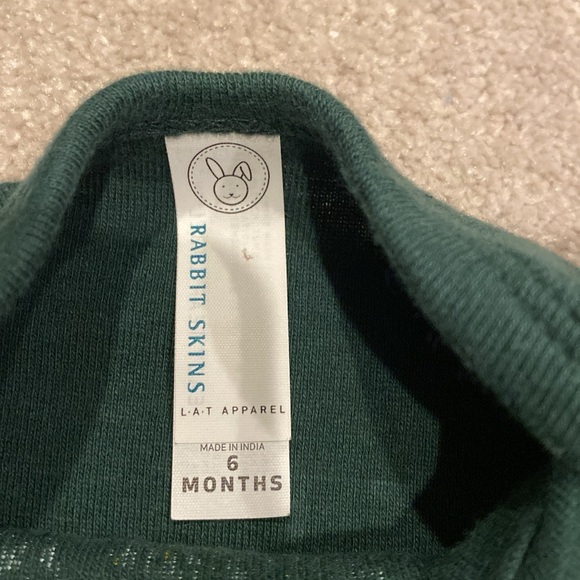 RABBIT SKINS
L·A·T APPAREL
MADE IN INDIA
6
MONTHS